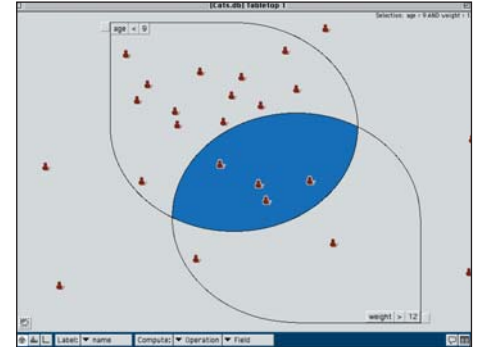 (Cats.db) Tabletop 1
Selection: age < 9 AND weight > 1
age < 9
weight > 12
Label: ▼ name Compute: ▼ Operation ▼ Field